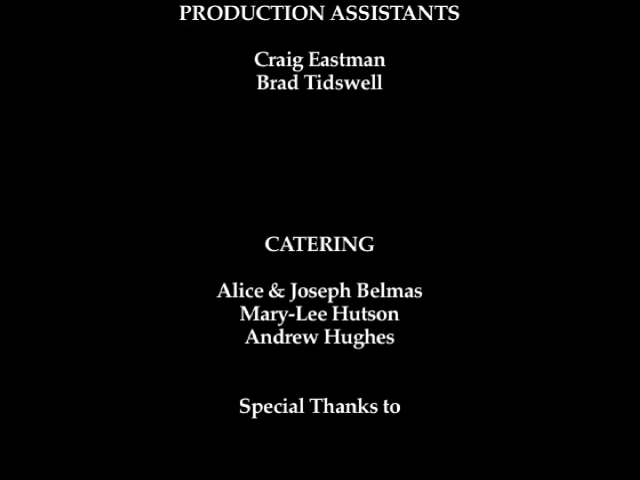 PRODUCTION ASSISTANTS
Craig Eastman
Brad Tidswell
CATERING
Alice & Joseph Belmas
Mary-Lee Hutson
Andrew Hughes
Special Thanks to